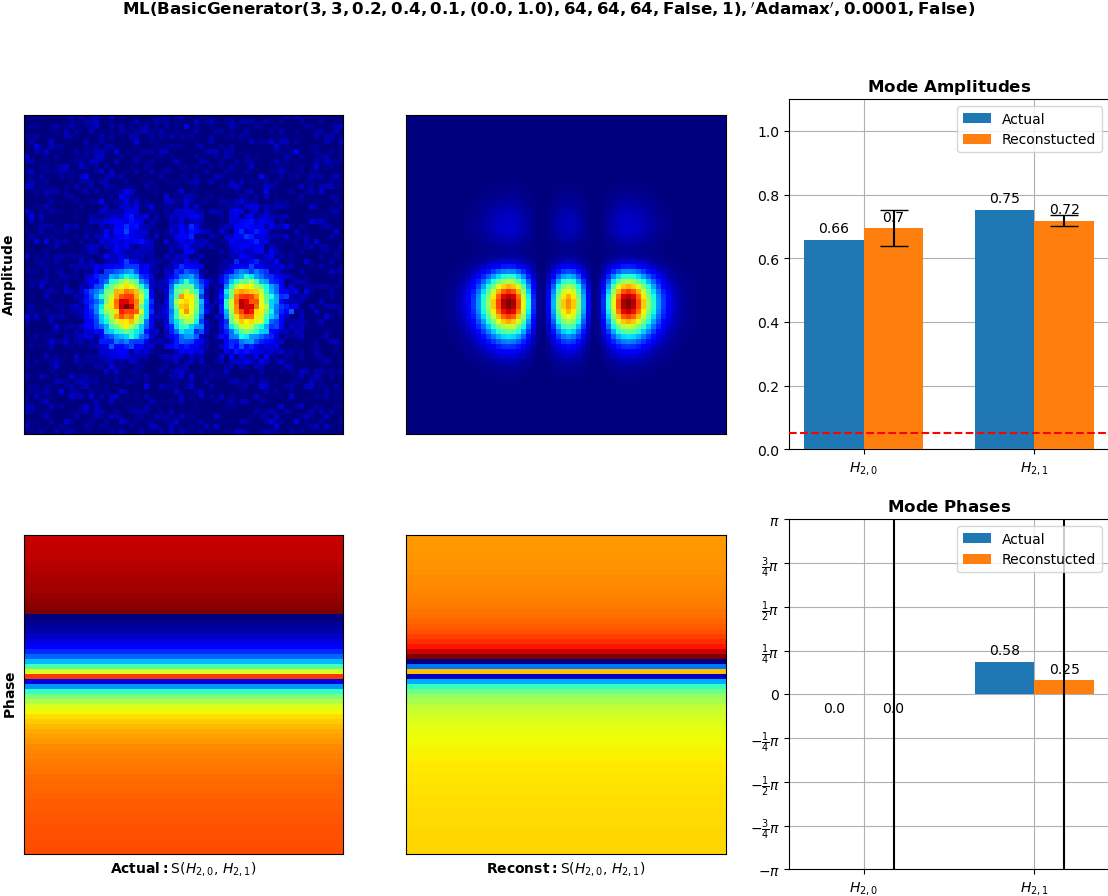 ML(BasicGenerator(3, 3, 0.2, 0.4, 0.1, (0.0, 1.0), 64, 64, 64, False, 1), 'Adamax', 0.0001, False)
Amplitude
Mode Amplitudes
Actual
Reconstucted
1.0
0.8
0.6
0.4
0.2
0.0
0.66
0.7
0.75
0.72
H2,0
H2,1
Phase
Actual: S(H2,0, H2,1)
Reconst: S(H2,0, H2,1)
Mode Phases
Actual
Reconstucted
π
3/4π
1/2π
1/4π
0
−1/4π
−1/2π
−3/4π
−π
0.0
0.0
0.58
0.25
H2,0
H2,1